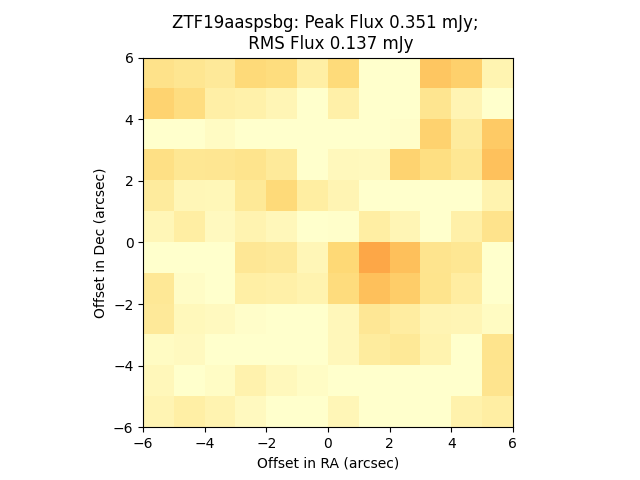 ZTF19aaspsbg: Peak Flux 0.351 mJy;
RMS Flux 0.137 mJy
6
4
2
0
−2
−4
−6
Offset in Dec (arcsec)
−6 −4 −2 0 2 4 6
Offset in RA (arcsec)